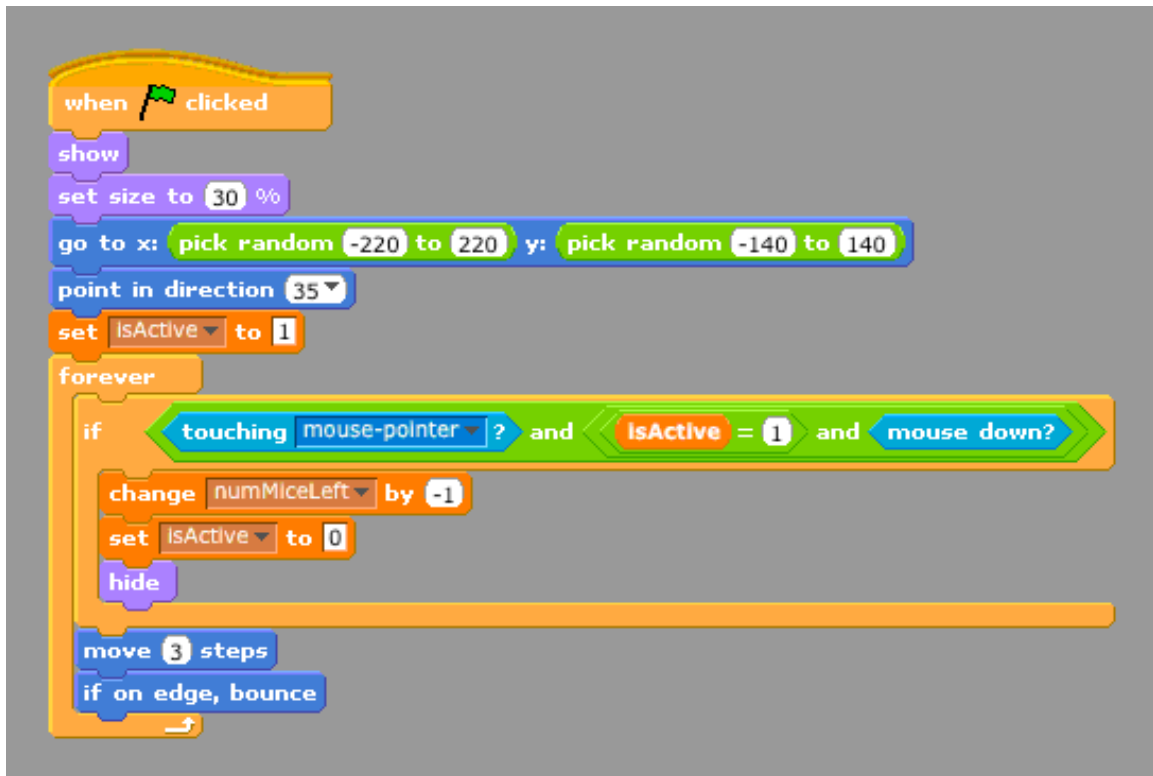 when clicked
show
set size to 30 %
go to x: pick random -220 to 220 y: pick random -140 to 140
point in direction 35
set isActive to 1
forever
if touching mouse-pointer ? and isActive = 1 and mouse down?
change numMiceLeft by -1
set isActive to 0
hide
move 3 steps
if on edge, bounce